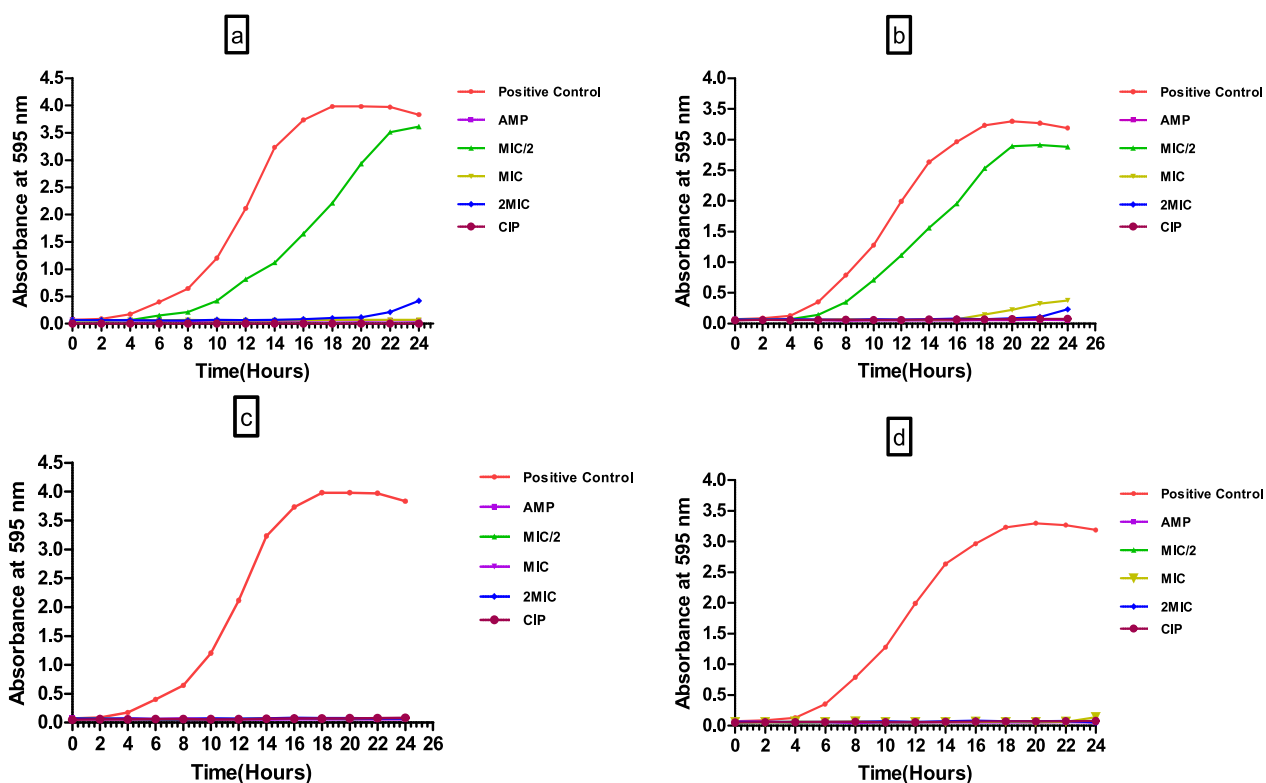 a
Absorbance at 595 nm
4.5
4.0
3.5
3.0
2.5
2.0
1.5
1.0
0.5
0.0
0 2 4 6 8 10 12 14 16 18 20 22 24
Time(Hours)
Positive Control
AMP
MIC/2
MIC
2MIC
CIP
b
Absorbance at 595 nm
4.0
3.5
3.0
2.5
2.0
1.5
1.0
0.5
0.0
0 2 4 6 8 10 12 14 16 18 20 22 24 26
Time(Hours)
Positive Control
AMP
MIC/2
MIC
2MIC
CIP
c
Absorbance at 595 nm
4.5
4.0
3.5
3.0
2.5
2.0
1.5
1.0
0.5
0.0
0 2 4 6 8 10 12 14 16 18 20 22 24 26
Time(Hours)
Positive Control
AMP
MIC/2
MIC
2MIC
CIP
d
Absorbance at 595 nm
4.0
3.5
3.0
2.5
2.0
1.5
1.0
0.5
0.0
0 2 4 6 8 10 12 14 16 18 20 22 24
Time(Hours)
Positive Control
AMP
MIC/2
MIC
2MIC
CIP